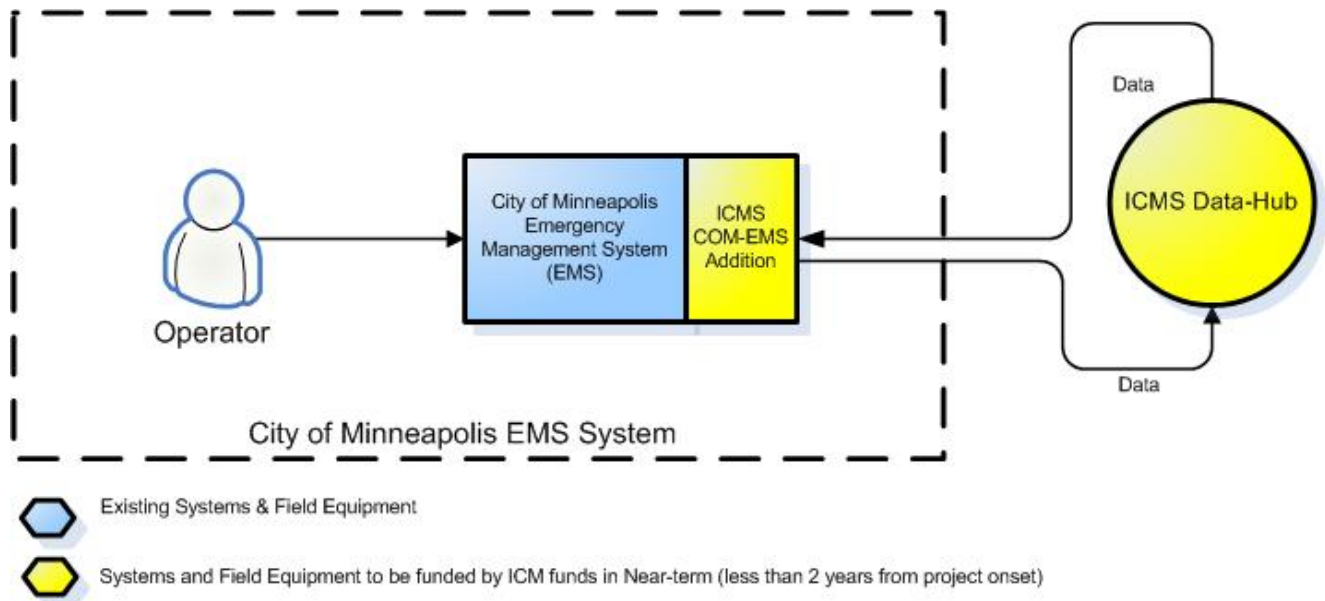 Data
City of Minneapolis
Emergency
Management System
(EMS)
ICMS
COM-EMS
Addition
ICMS Data-Hub
Operator
Data
City of Minneapolis EMS System
Existing Systems & Field Equipment
Systems and Field Equipment to be funded by ICM funds in Near-term (less than 2 years from project onset)